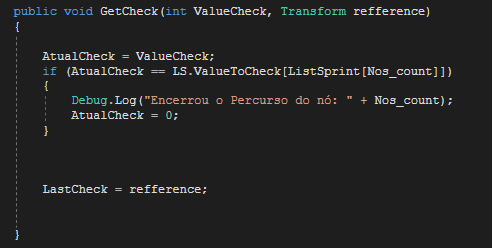 public void GetCheck(int ValueCheck, Transform refference)
{
AtualCheck = ValueCheck;
if (AtualCheck == LS.ValueToCheck[ListSprint[Nos_count]])
{
Debug.Log("Encerrou o Percurso do nó: " + Nos_count);
AtualCheck = 0;
}
LastCheck = refference;
}